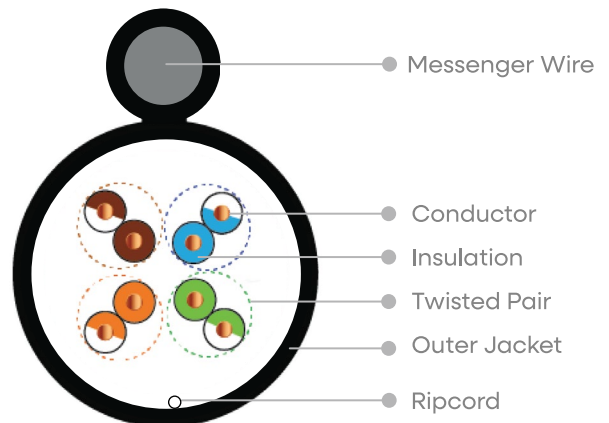 Messenger Wire
Conductor
Insulation
Twisted Pair
Outer Jacket
Ripcord